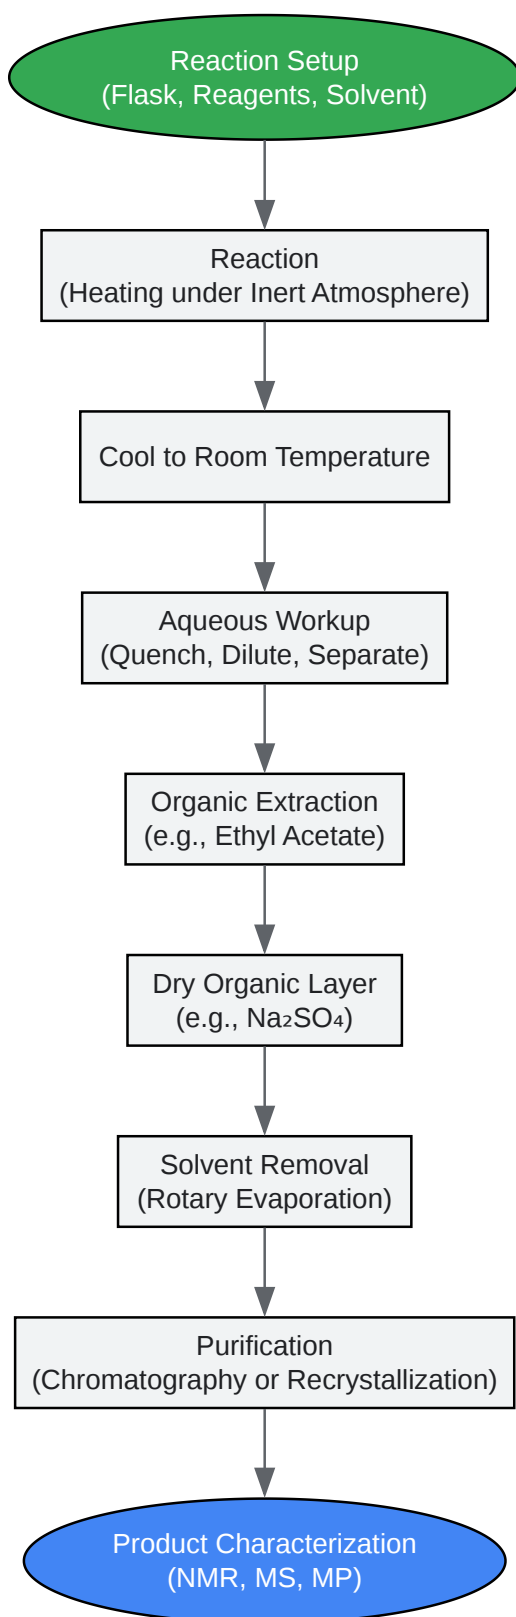 Reaction Setup
(Flask, Reagents, Solvent)
Reaction
(Heating under Inert Atmosphere)
Cool to Room Temperature
Aqueous Workup
(Quench, Dilute, Separate)
Organic Extraction
(e.g., Ethyl Acetate)
Dry Organic Layer
(e.g., Na₂SO₄)
Solvent Removal
(Rotary Evaporation)
Purification
(Chromatography or Recrystallization)
Product Characterization
(NMR, MS, MP)